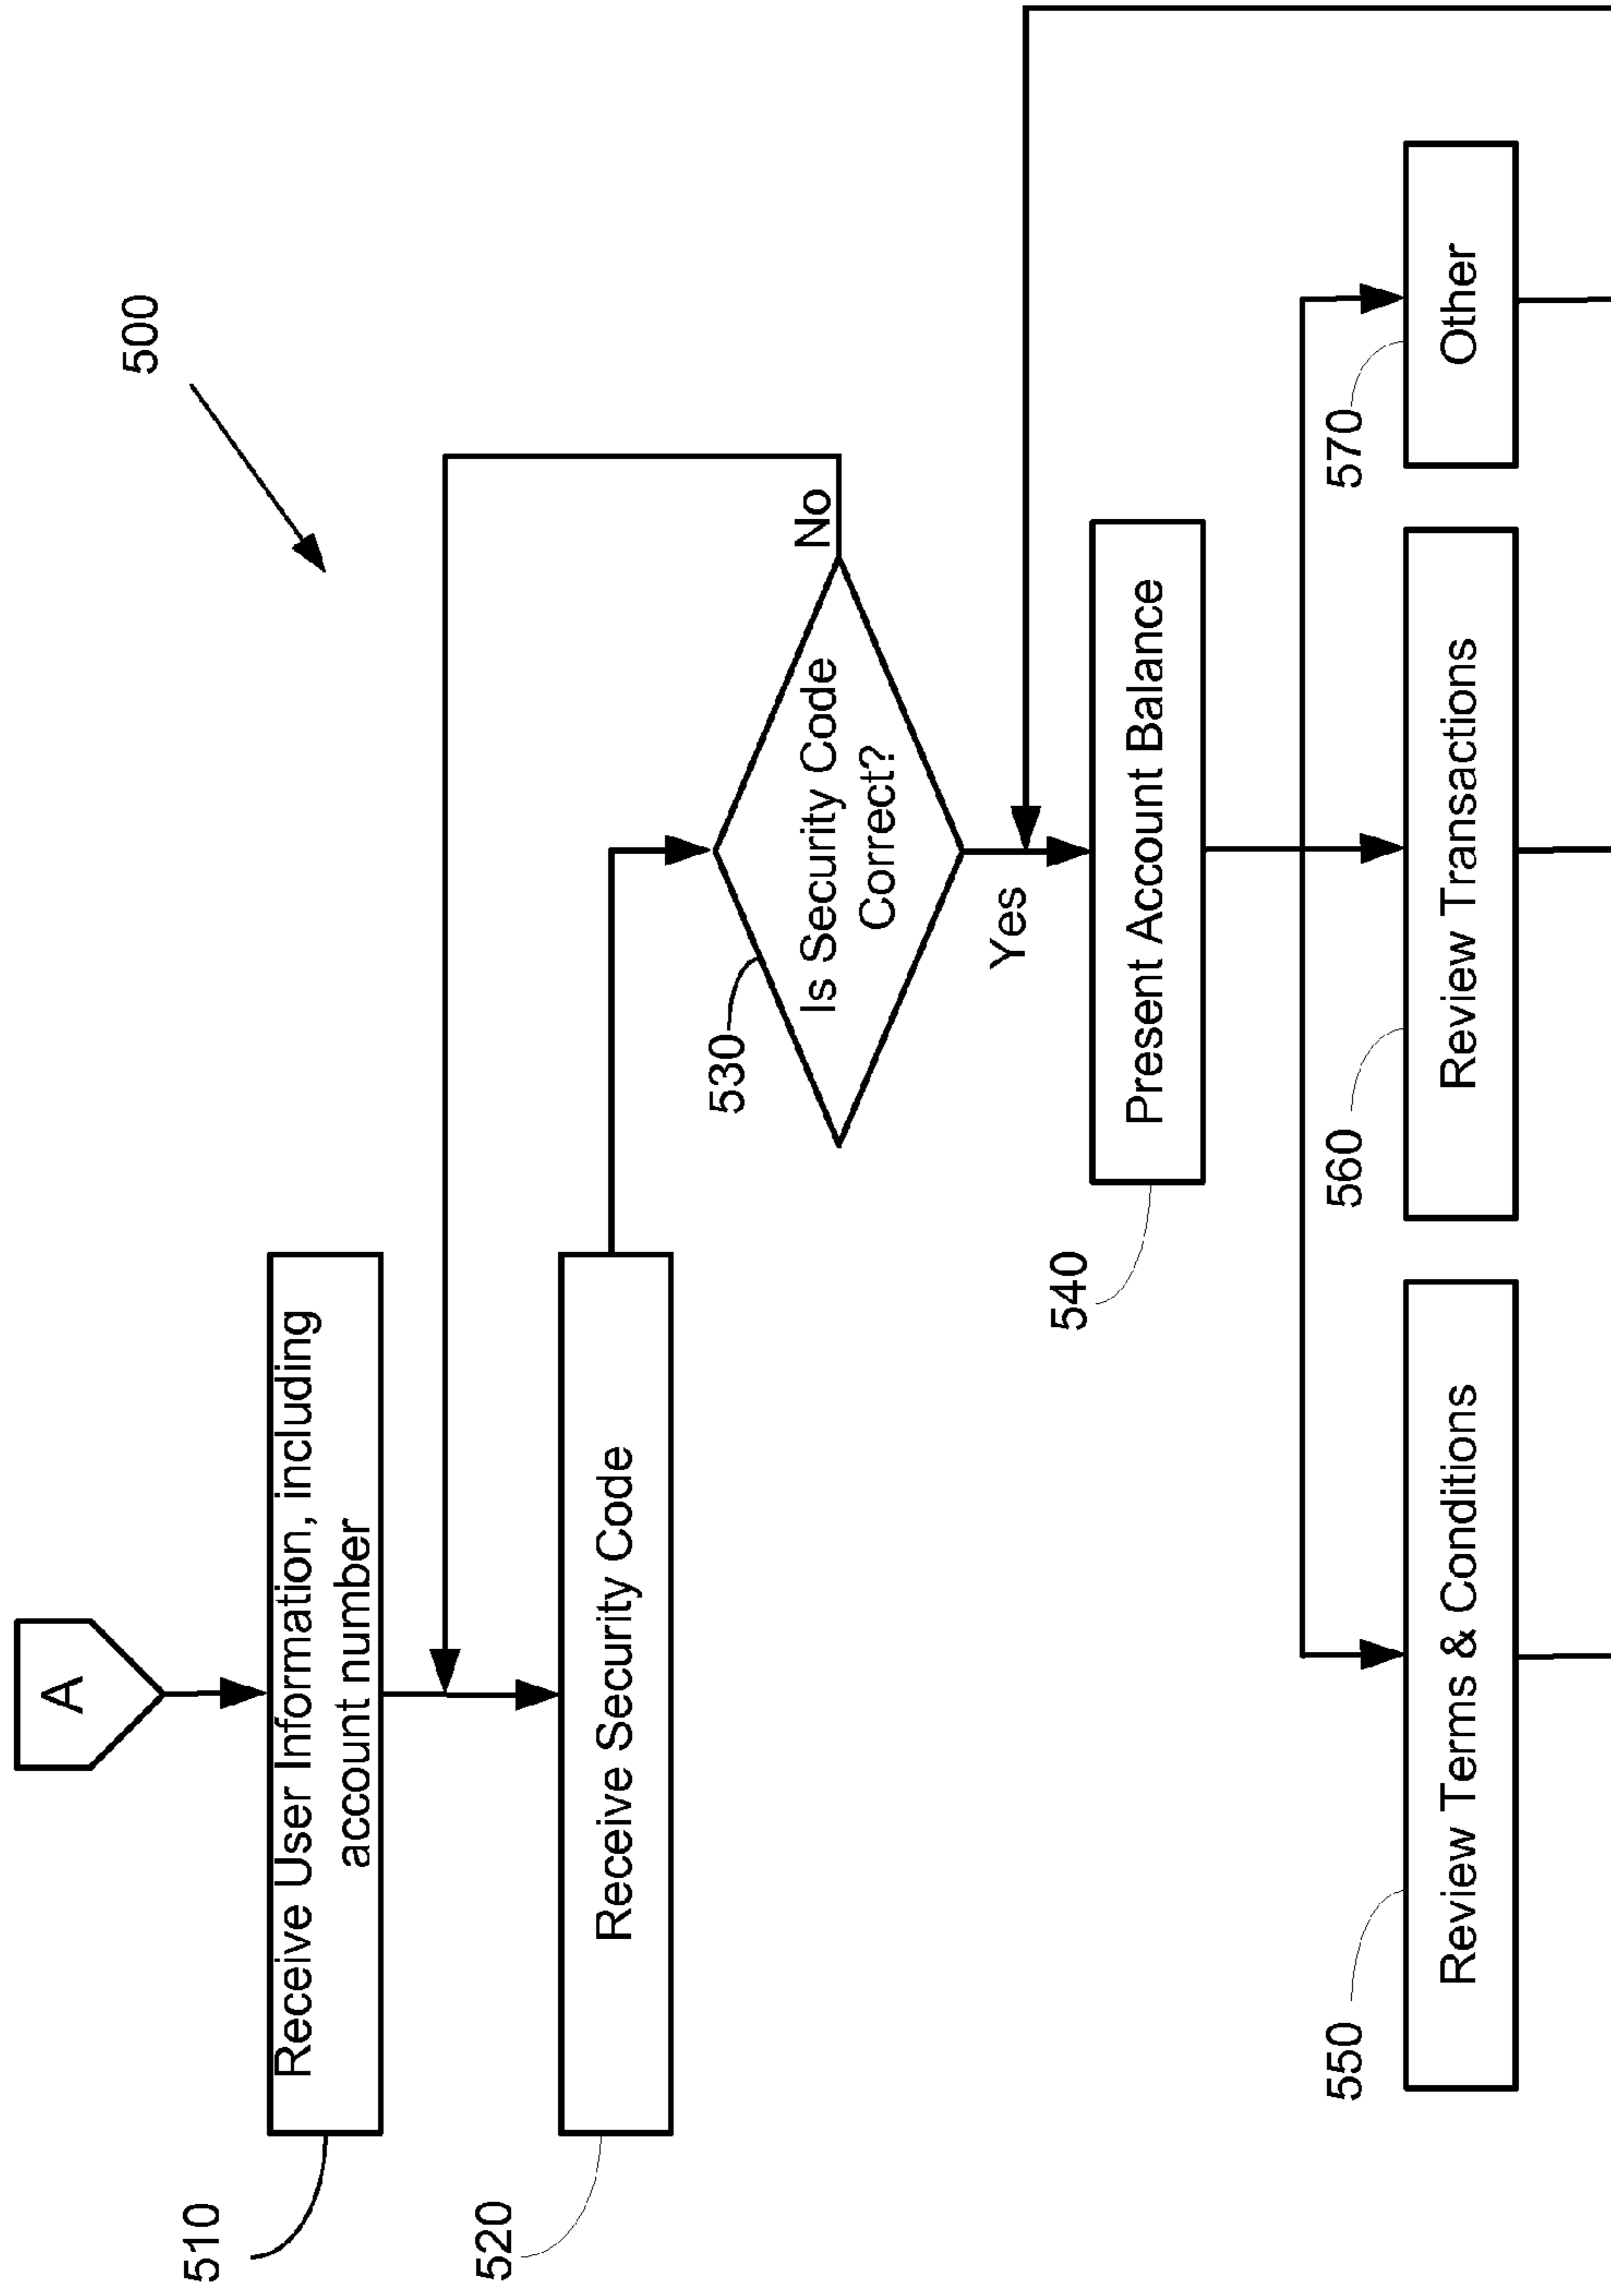 A
500
510
Receive User Information, including
account number
520
Receive Security Code
530
Is Security Code
Correct?
No
Yes
540
Present Account Balance
550
Review Terms & Conditions
560
Review Transactions
570
Other